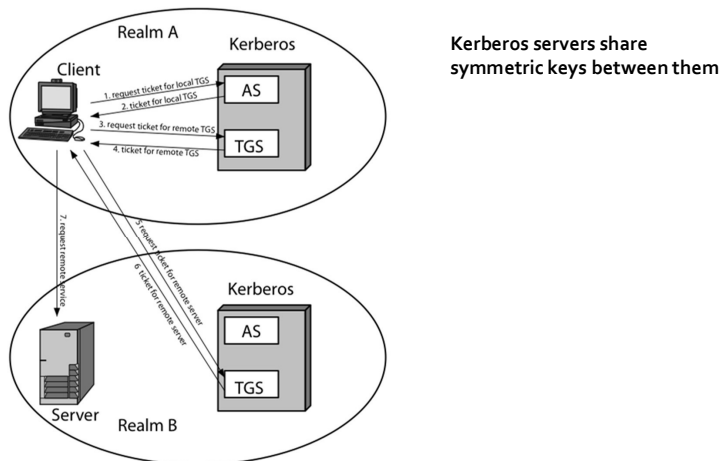 Realm A
Kerberos
Kerberos servers share
symmetric keys between them
Client
1. request ticket for local TGS
2. ticket for local TGS
AS
3. request ticket for remote TGS
4. ticket for remote TGS
TGS
5 request ticket for remote server
6. ticket for remote server
7. request remote service
Kerberos
AS
TGS
Server
Realm B